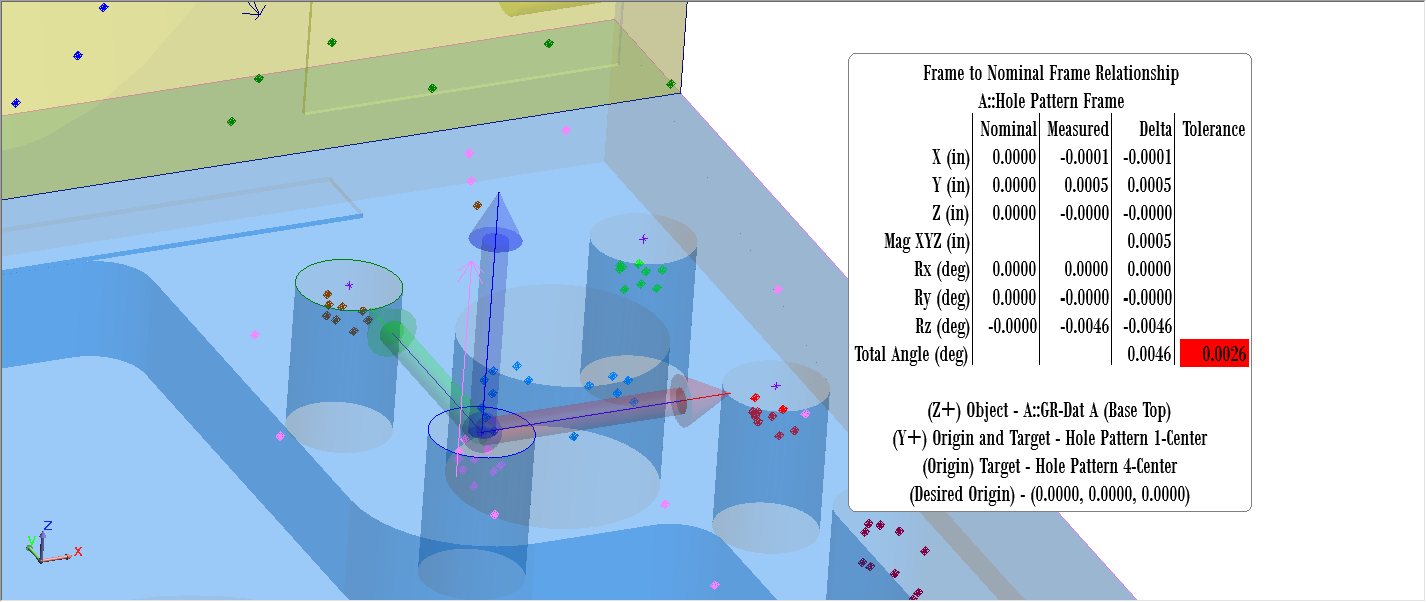 Frame to Nominal Frame Relationship
A::Hole Pattern Frame
Nominal Measured Delta Tolerance
X (in) 0.0000 -0.0001 -0.0001
Y (in) 0.0000 0.0005 0.0005
Z (in) 0.0000 -0.0000 -0.0000
Mag XYZ (in) 0.0005
Rx (deg) 0.0000 0.0000 0.0000
Ry (deg) 0.0000 -0.0000 -0.0000
Rz (deg) -0.0000 -0.0046 -0.0046
Total Angle (deg) 0.0046 0.0026
(Z+) Object - A::GR-Dat A (Base Top)
(Y+) Origin and Target - Hole Pattern 1-Center
(Origin) Target - Hole Pattern 4-Center
(Desired Origin) - (0.0000, 0.0000, 0.0000)
Z
Y
X